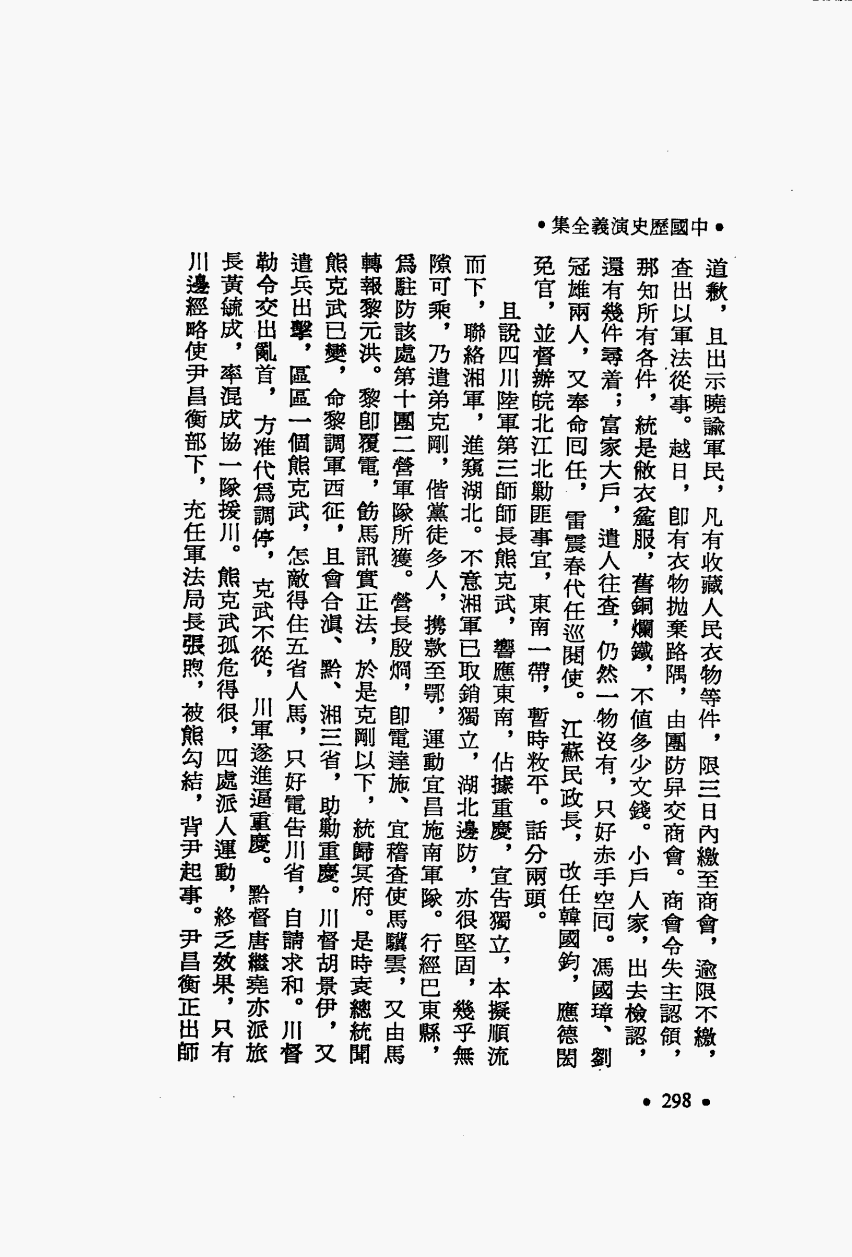 •中國歷史演義全集•
道歉，且出示曉諭軍民，凡有收藏人民衣物等件，限三日內繳至商會，逾限不繳，
查出以軍法從事。越日，卽有衣物拋棄路隅，由團防舁交商會。商會令失主認領，
那知所有各件，統是敝衣麄服，舊銅爛鐵，不值多少文錢。小戶人家，出去檢認，
還有幾件尋着；富家大戶，遣人往查，仍然一物沒有，只好赤手空囘。馮國璋、劉
冠雄兩人，又奉命囘任，雷震春代任巡閱使。江蘇民政長，改任韓國鈞，應德閎
免官，並督辦皖北江北勦匪事宜，東南一帶，暫時敉平。話分兩頭。
且說四川陸軍第三師師長熊克武，響應東南，佔據重慶，宣告獨立，本擬順流
而下，聯絡湘軍，進窺湖北。不意湘軍已取銷獨立，湖北邊防，亦很堅固，幾乎無
隙可乘，乃遣弟克剛，偕黨徒多人，携款至鄂，運動宜昌施南軍隊。行經巴東縣，
爲駐防該處第十團二營軍隊所獲。營長殷炯，卽電達施、宜稽查使馬驥雲，又由馬
轉報黎元洪。黎卽覆電，飭馬訊實正法，於是克剛以下，統歸冥府。是時袁總統聞
熊克武已變，命黎調軍西征，且會合滇、黔、湘三省，助勦重慶。川督胡景伊，又
遣兵出擊，區區一個熊克武，怎敵得住五省人馬，只好電告川省，自請求和。川督
勒令交出亂首，方准代爲調停，克武不從，川軍遂進逼重慶。黔督唐繼堯亦派旅
長黃毓成，率混成協一隊援川。熊克武孤危得很，四處派人運動，終乏效果，只有
川邊經略使尹昌衡部下，充任軍法局長張煦，被熊勾結，背尹起事。尹昌衡正出師
•298•